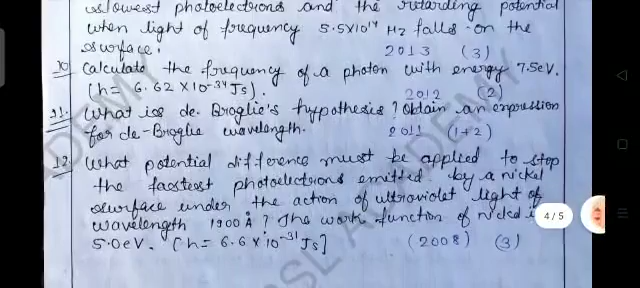 slowest photoelectrons and the retarding potential
when light of frequency 5.5x10¹⁴ Hz falls on the
surface. 2013 (3)
10 Calculate the frequency of a photon with energy 7.5eV.
(h= 6.62 x 10⁻³⁴ Js). 2012 (2)
11. What is de-Broglie's hypothesis? Obtain an expression
for de-Broglie wavelength. 2011 (1+2)
12 What potential difference must be applied to stop
the fastest photoelectrons emitted by a nickel
surface under the action of ultraviolet light of
wavelength 1900 Å? The work function of nickel
5.0eV. [h= 6.6 x 10⁻³¹ Js] (2008) (3)
4/5